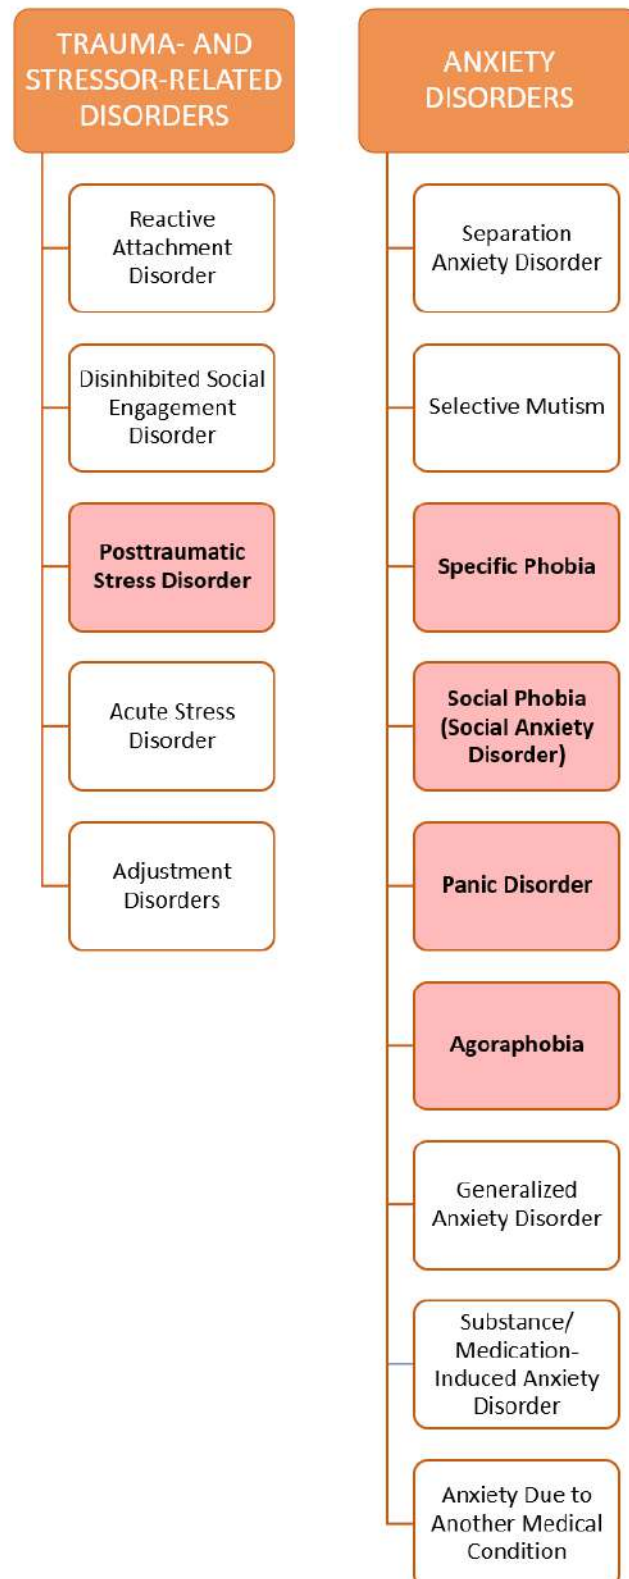 TRAUMA- AND
STRESSOR-RELATED
DISORDERS
Reactive
Attachment
Disorder
Disinhibited Social
Engagement
Disorder
Posttraumatic
Stress Disorder
Acute Stress
Disorder
Adjustment
Disorders
ANXIETY
DISORDERS
Separation
Anxiety Disorder
Selective Mutism
Specific Phobia
Social Phobia
(Social Anxiety
Disorder)
Panic Disorder
Agoraphobia
Generalized
Anxiety Disorder
Substance/
Medication-
Induced Anxiety
Disorder
Anxiety Due to
Another Medical
Condition